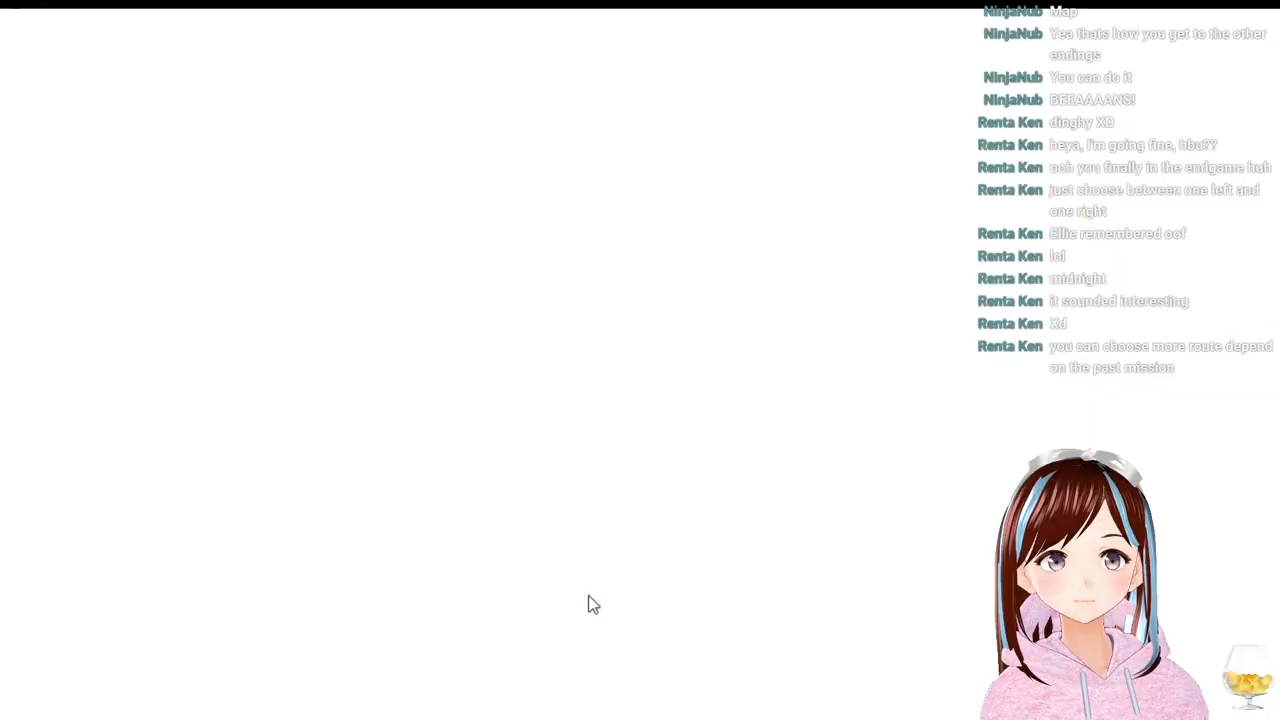 NinjaNub Map
NinjaNub Yea thats how you get to the other
endings
NinjaNub You can do it
NinjaNub BEEAAAANS!
Renta Ken dinghy XD
Renta Ken heya, I'm going fine, hbu??
Renta Ken ooh you finally in the endgame huh
Renta Ken just choose between one left and
one right
Renta Ken Ellie remembered oof
Renta Ken lol
Renta Ken midnight
Renta Ken it sounded interesting
Renta Ken Xd
Renta Ken you can choose more route depend
on the past mission